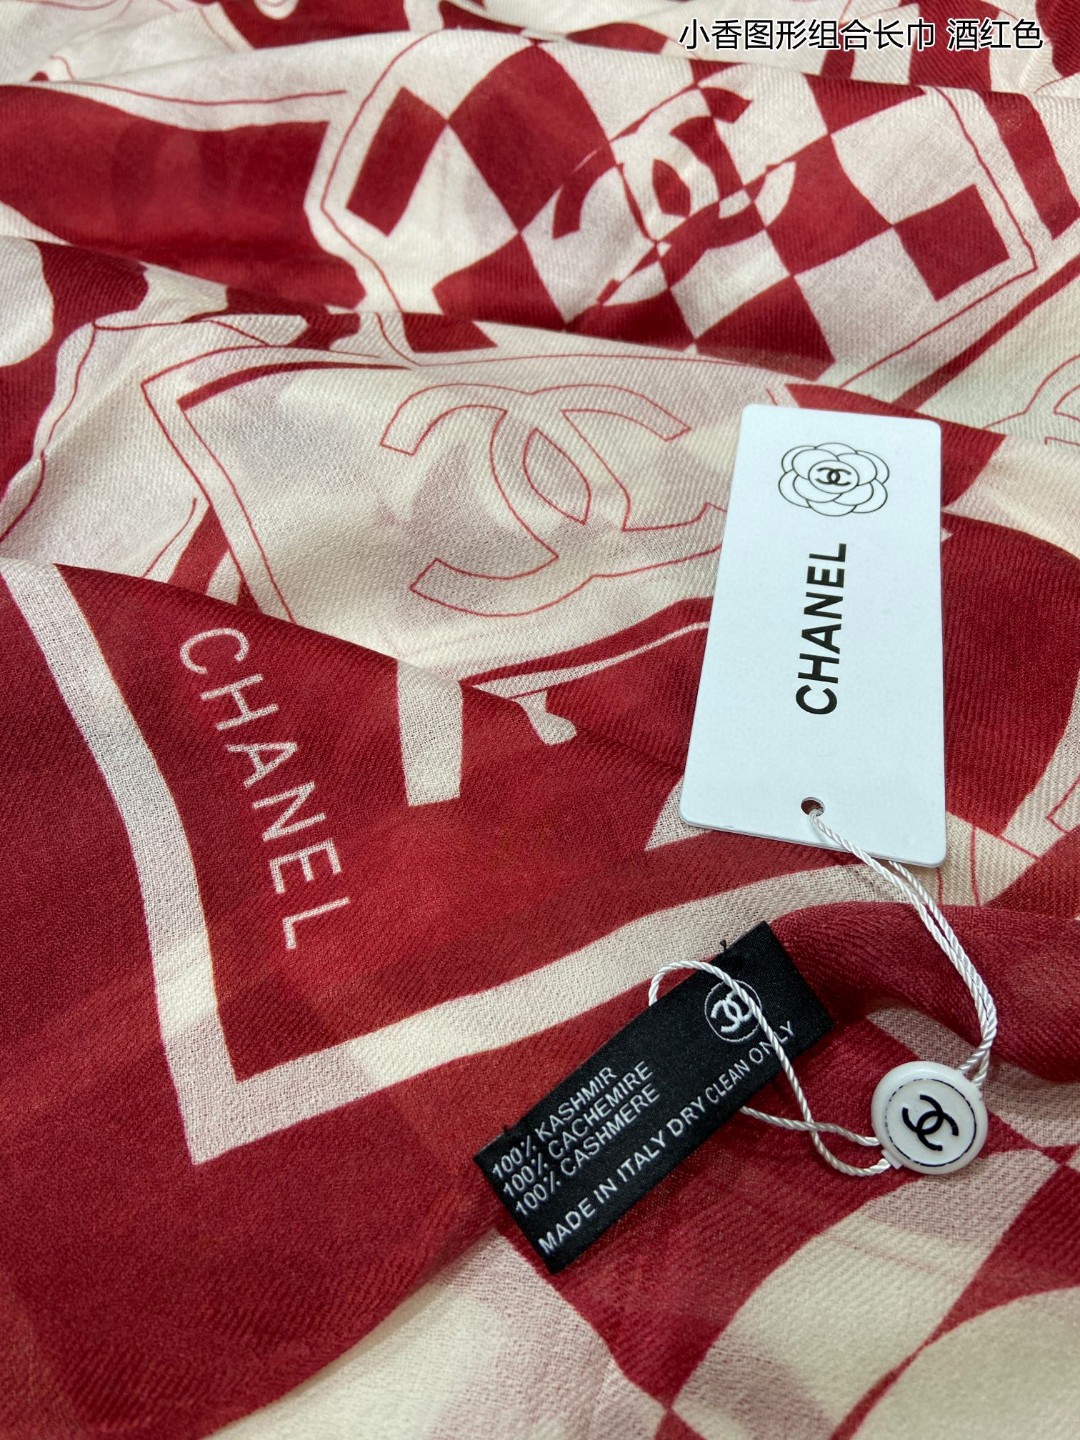 小香图形组合长巾 酒红色
CHANEL
CHANEL
100% KASHMIR
100% CACHEMIRE
100% CASHMERE
MADE IN ITALY DRY CLEAN ONLY